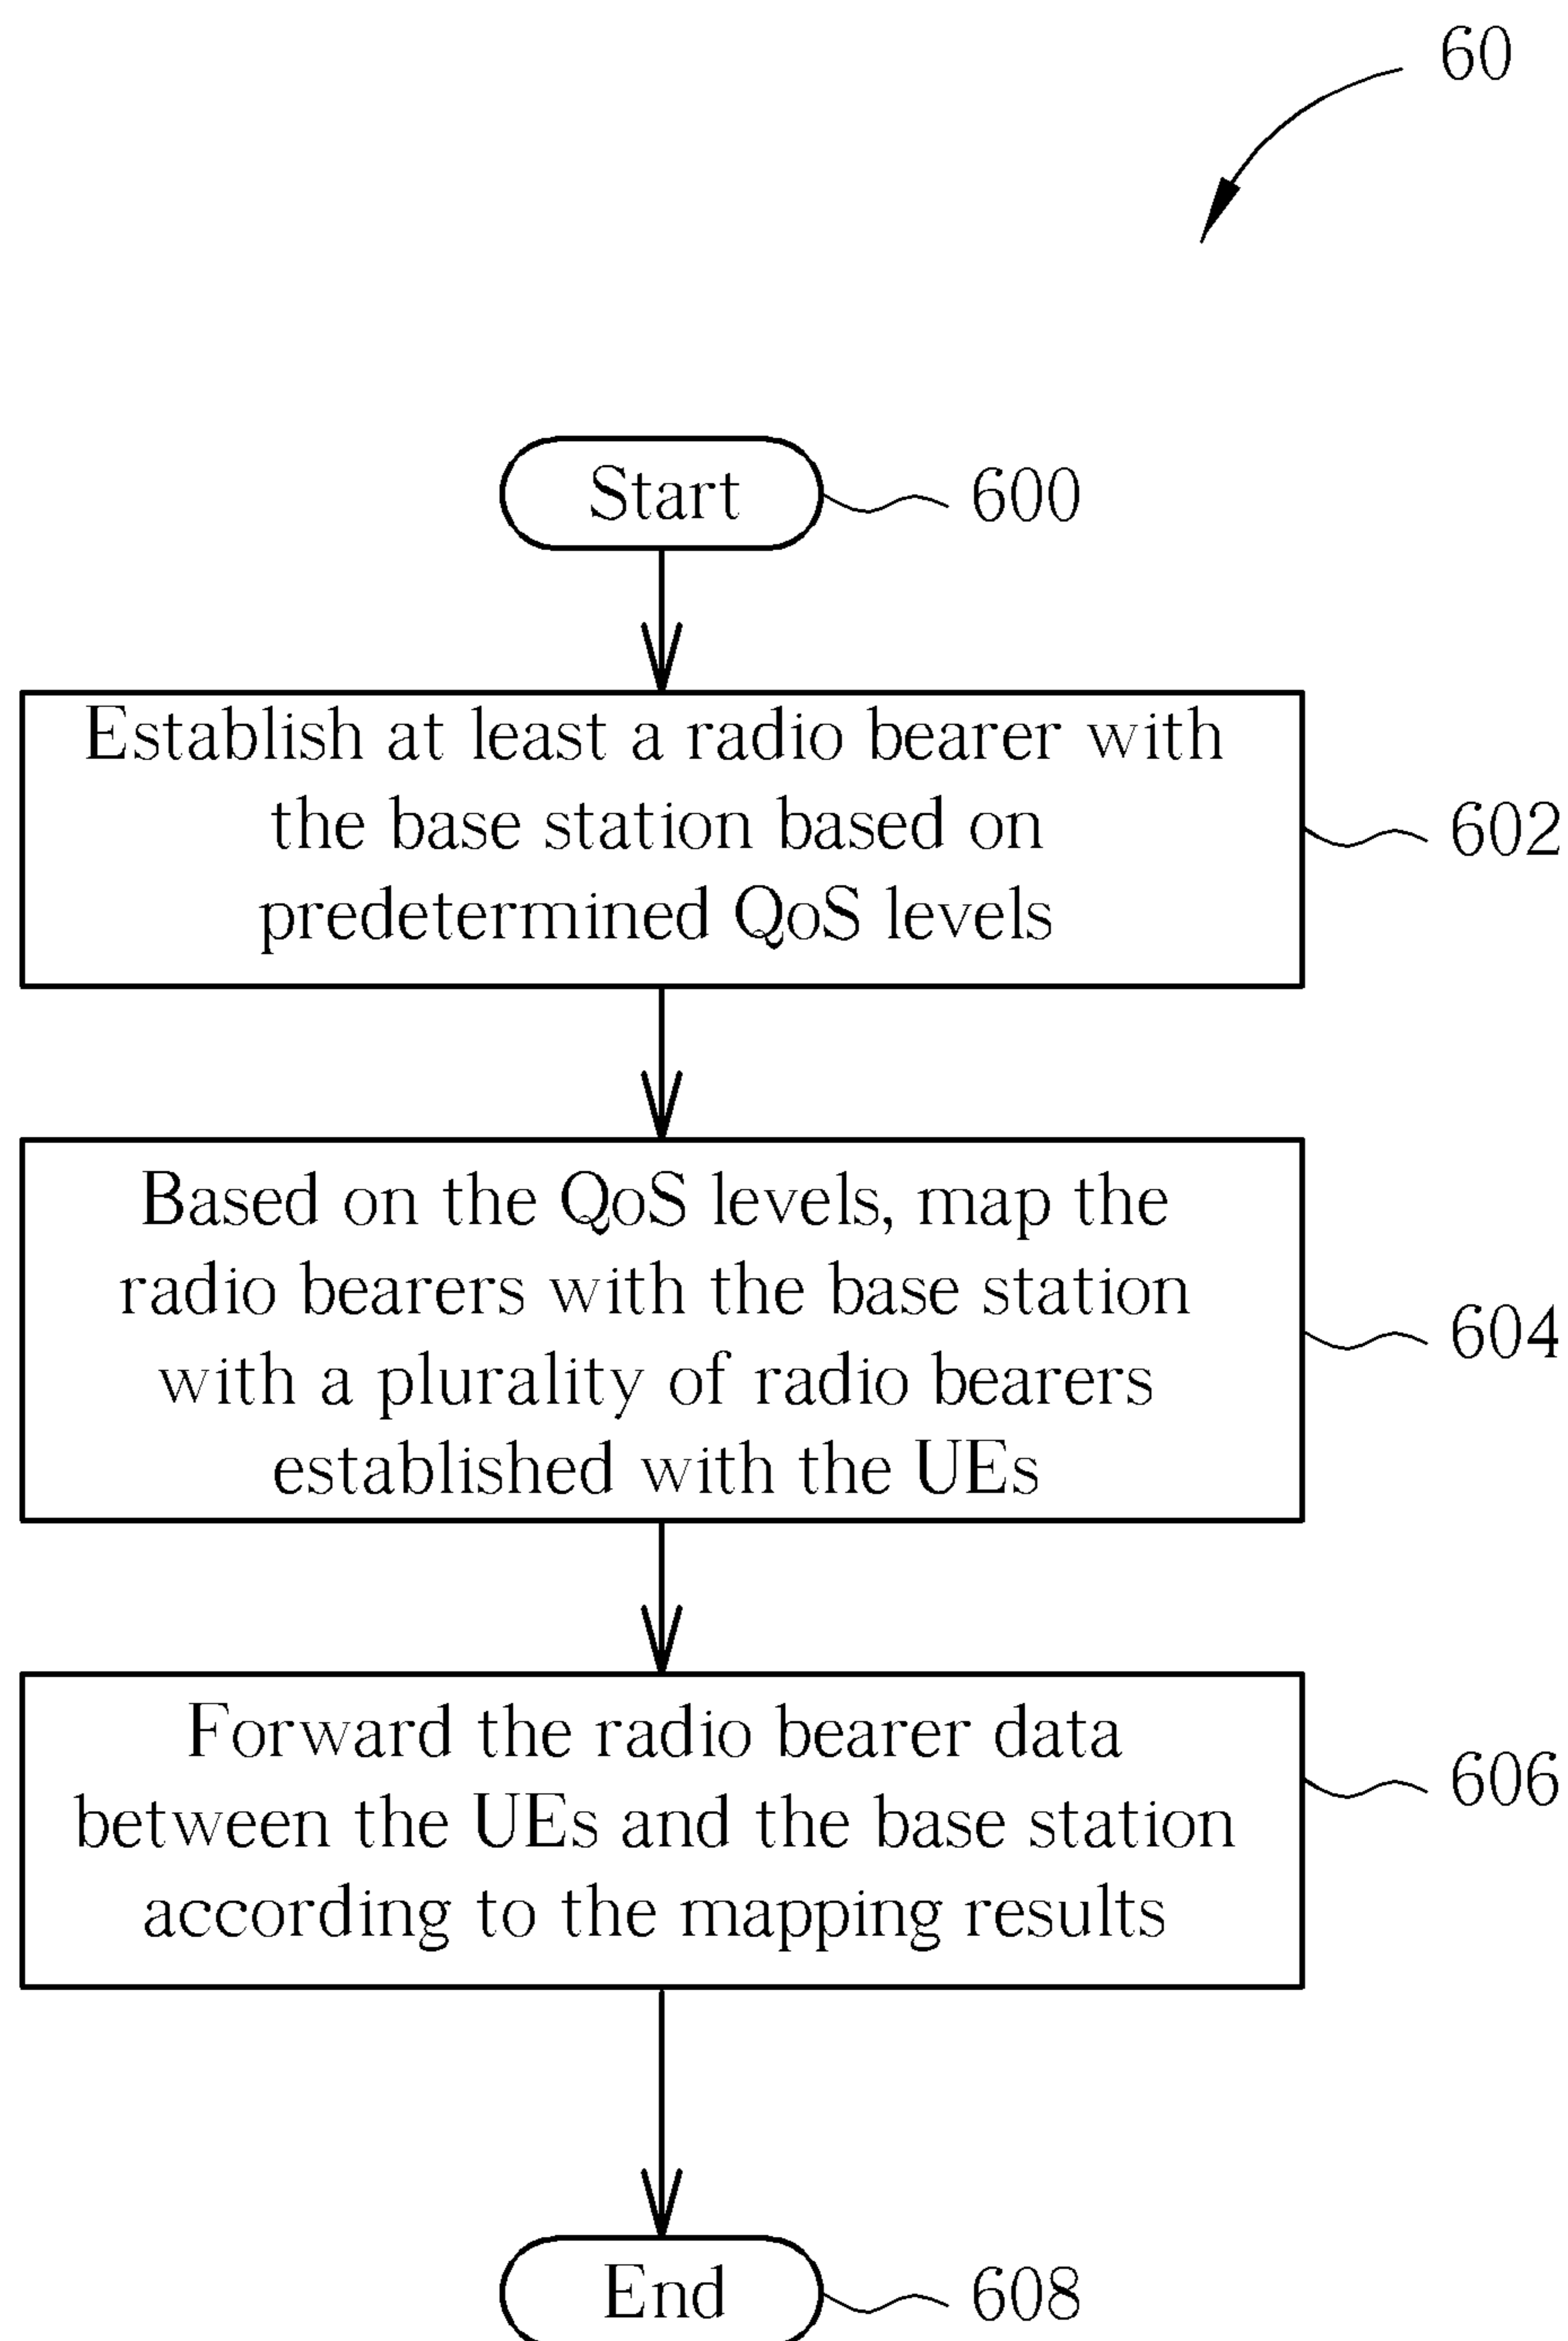 60
Start
600
Establish at least a radio bearer with
the base station based on
predetermined QoS levels
602
Based on the QoS levels, map the
radio bearers with the base station
with a plurality of radio bearers
established with the UEs
604
Forward the radio bearer data
between the UEs and the base station
according to the mapping results
606
End
608